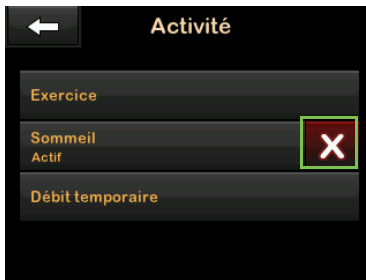 Activité
Exercice
Sommeil
Actif
Débit temporaire